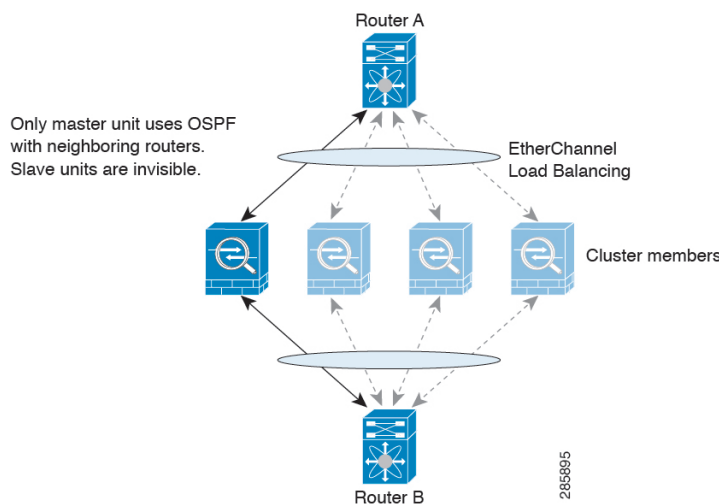 Router A
Only master unit uses OSPF
with neighboring routers.
Slave units are invisible.
EtherChannel
Load Balancing
Cluster members
Router B
285895